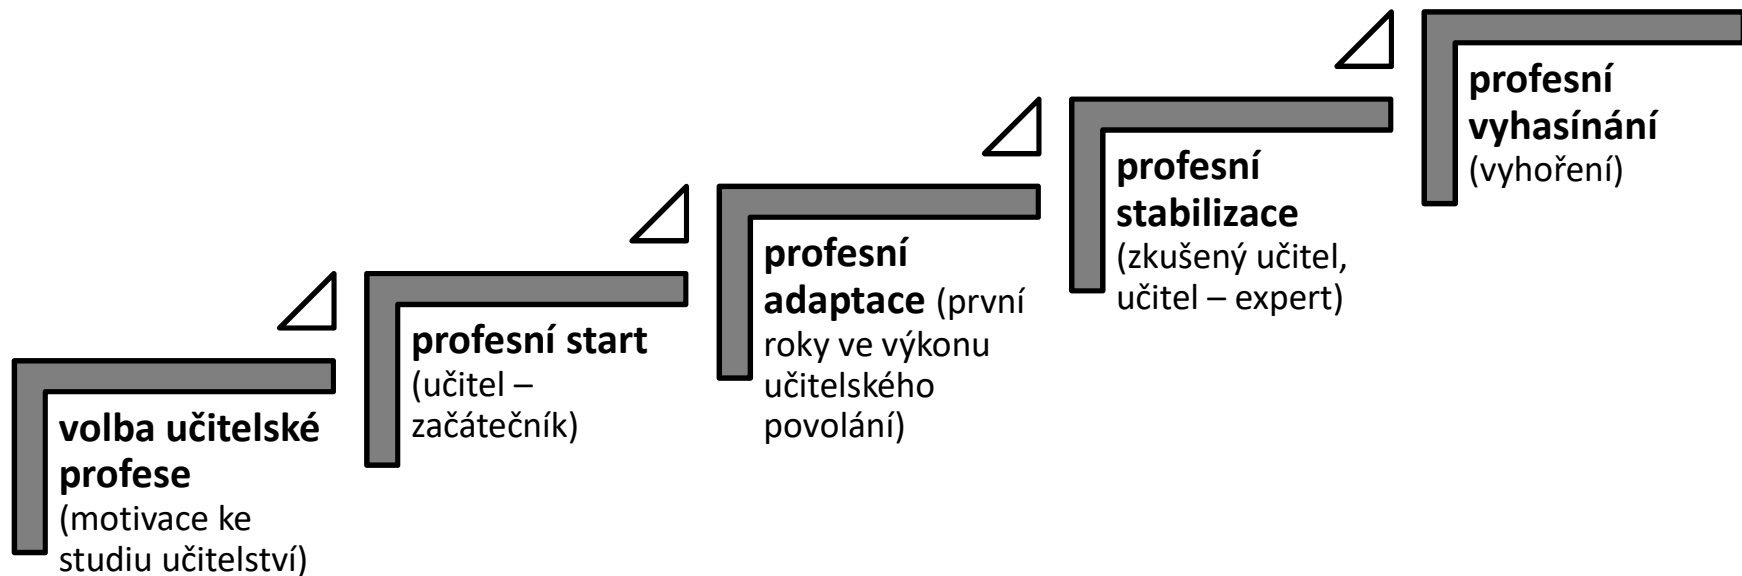 volba učitelské
profese
(motivace ke
studiu učitelství)
profesní start
(učitel –
začátečník)
profesní
adaptace (první
roky ve výkonu
učitelského
povolání)
profesní
stabilizace
(zkušený učitel,
učitel – expert)
profesní
vyhasínání
(vyhoření)